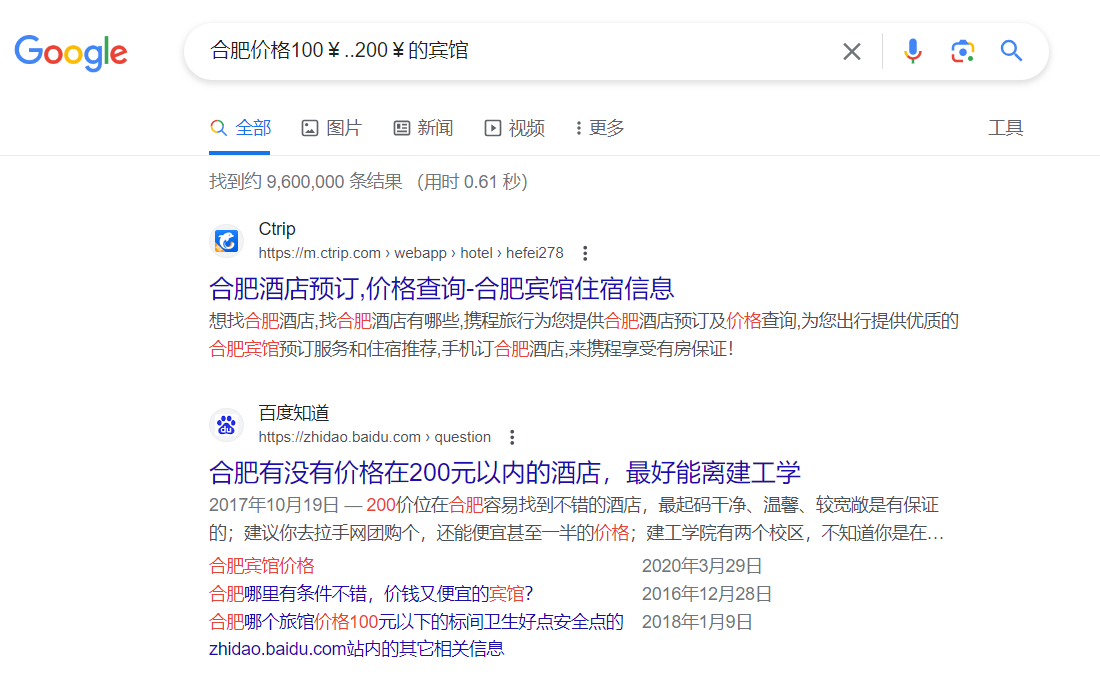 Google
合肥价格100￥..200￥的宾馆
全部 图片 新闻 视频 更多 工具
找到约 9,600,000 条结果 （用时 0.61 秒）
Ctrip
https://m.ctrip.com › webapp › hotel › hefei278
合肥酒店预订,价格查询-合肥宾馆住宿信息
想找合肥酒店,找合肥酒店有哪些,携程旅行为您提供合肥酒店预订及价格查询,为您出行提供优质的
合肥宾馆预订服务和住宿推荐,手机订合肥酒店,来携程享受有房保证!
du
百度知道
https://zhidao.baidu.com › question
合肥有没有价格在200元以内的酒店，最好能离建工学
2017年10月19日 — 200价位在合肥容易找到不错的酒店，最起码干净、温馨、较宽敞是有保证
的；建议你去拉手网团购个，还能便宜甚至一半的价格；建工学院有两个校区，不知道你是在…
合肥宾馆价格 2020年3月29日
合肥哪里有条件不错，价钱又便宜的宾馆? 2016年12月28日
合肥哪个旅馆价格100元以下的标间卫生好点安全点的 2018年1月9日
zhidao.baidu.com站内的其它相关信息